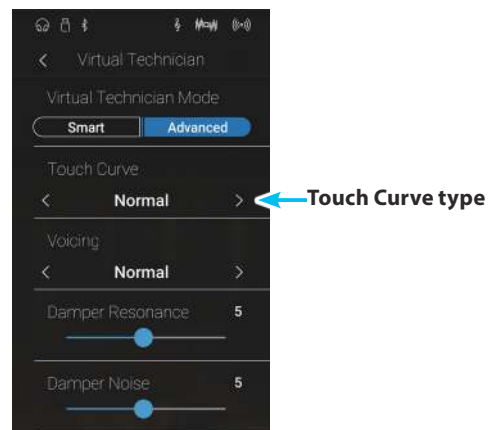 Virtual Technician
Virtual Technician Mode
Smart Advanced
Touch Curve
Normal
Touch Curve type
Voicing
Normal
Damper Resonance 5
Damper Noise 5